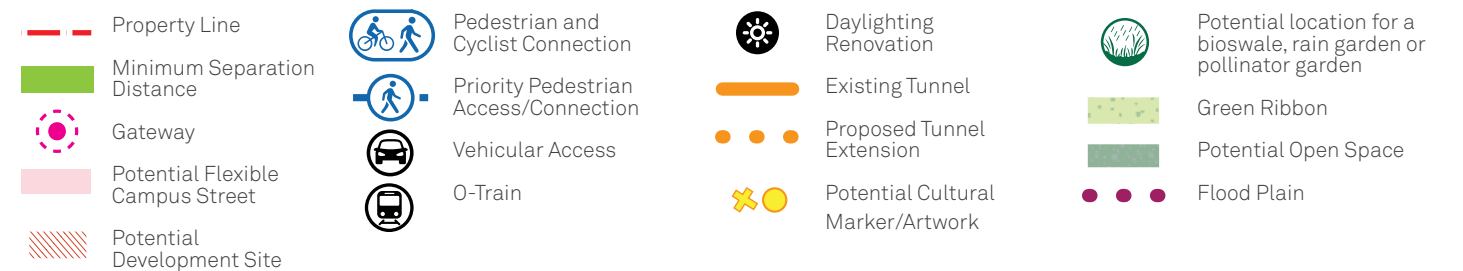 Property Line
Minimum Separation
Distance
Gateway
Potential Flexible
Campus Street
Potential
Development Site
Pedestrian and
Cyclist Connection
Priority Pedestrian
Access/Connection
Vehicular Access
O-Train
Daylighting
Renovation
Existing Tunnel
Proposed Tunnel
Extension
Potential Cultural
Marker/Artwork
Potential location for a
bioswale, rain garden or
pollinator garden
Green Ribbon
Potential Open Space
Flood Plain